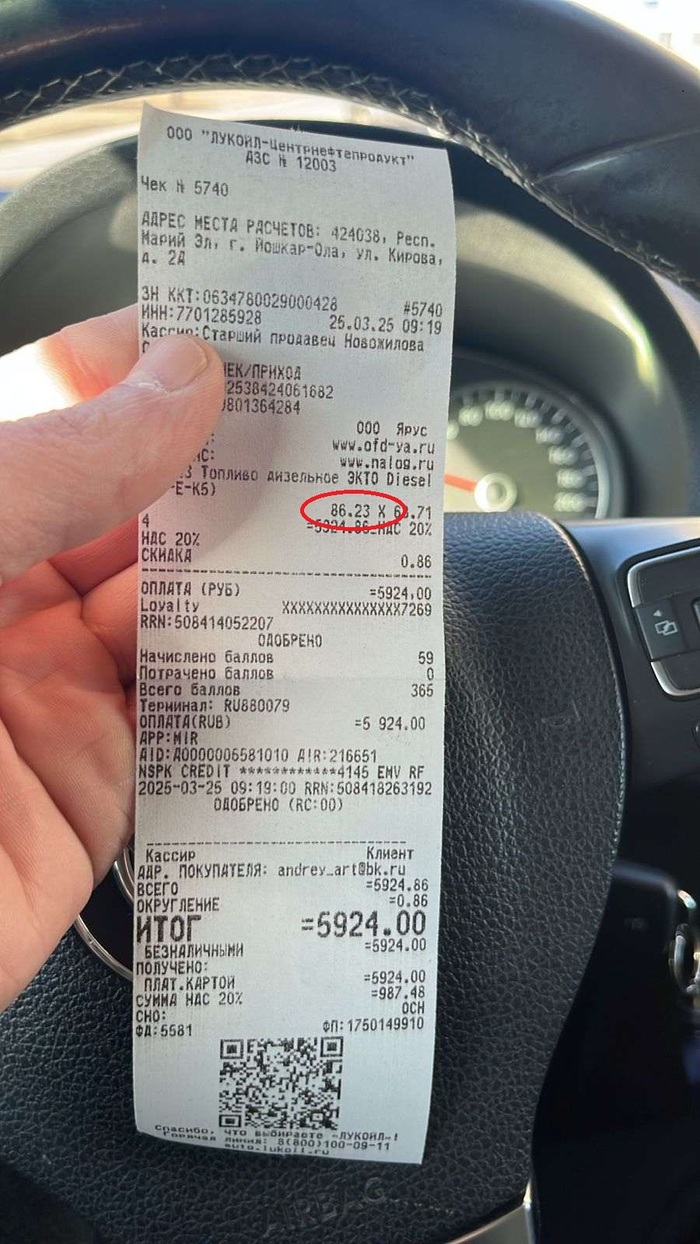 ООО "ЛУКОЙЛ-Центрнефтепродукт"
АЗС № 12003
Чек № 5740
АДРЕС МЕСТА РАСЧЕТОВ: 424038, Респ.
Марий Эл, г. Йошкар-Ола, ул. Кирова,
д. 2А
ЗН ККТ:0634780029000428 #5740
ИНН:7701285928 25.03.25 09:19
Кассир:Старший продавец Новожилова
ЧЕК/ПРИХОД
2538424061682
0801364284
ООО Ярус
www.ofd-ya.ru
www.nalog.ru
Топливо дизельное ЭКТО Diesel
Е-К5)
86.23 X 68.71
4 =5924.86 НДС 20%
НДС 20%
СКИДКА 0.86
ОПЛАТА (РУБ) =5924.00
Loyalty XXXXXXXXXXXXXXX7269
RRN:508414052207
ОДОБРЕНО
Начислено баллов 59
Потрачено баллов 0
Всего баллов 365
Терминал: RU880079
ОПЛАТА(RUB) =5 924.00
APP:MIR
AID:A0000006581010 AIR:216651
NSPK CREDIT ************4145 EMV RF
2025-03-25 09:19:00 RRN:508418263192
ОДОБРЕНО (RC:00)
Кассир Клиент
АДР. ПОКУПАТЕЛЯ: andrey_art@bk.ru
ВСЕГО =5924.86
ОКРУГЛЕНИЕ =0.86
ИТОГ =5924.00
БЕЗНАЛИЧНЫМИ =5924.00
ПОЛУЧЕНО:
ПЛАТ.КАРТОЙ =5924.00
СУММА НДС 20% =987.48
СНО: ОСН
ФД:5581 ФП:1750149910
Спасибо, что выбираете «ЛУКОЙЛ»!
Горячая линия: 8(800)100-09-11
auto.lukoil.ru
AIRBAG